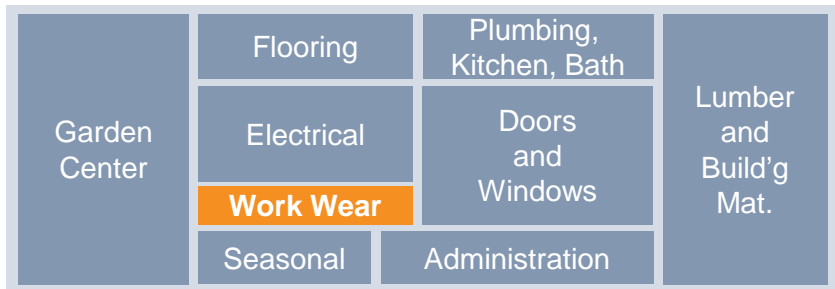 Garden
Center
Flooring
Plumbing,
Kitchen, Bath
Electrical
Doors
and
Windows
Work Wear
Seasonal
Administration
Lumber
and
Build'g
Mat.